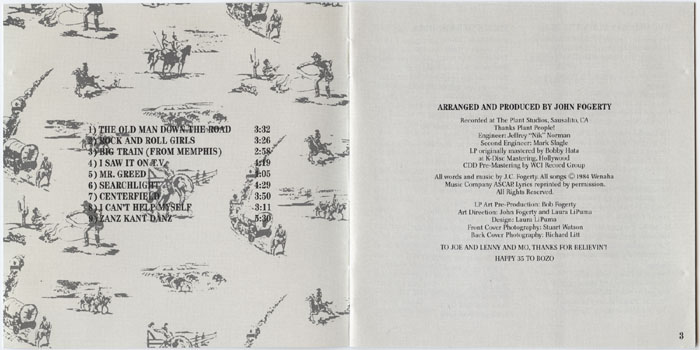 1) THE OLD MAN DOWN THE ROAD 3:32
2) ROCK AND ROLL GIRLS 3:26
3) BIG TRAIN (FROM MEMPHIS) 2:58
4) I SAW IT ON T.V. 4:19
5) MR. GREED 4:05
6) SEARCHLIGHT 4:29
7) CENTERFIELD 3:50
8) I CAN'T HELP MYSELF 3:11
9) ZANZ KANT DANZ 5:30
ARRANGED AND PRODUCED BY JOHN FOGERTY
Recorded at The Plant Studios, Sausalito, CA
Thanks Plant People!
Engineer: Jeffrey "Nik" Norman
Second Engineer: Mark Slagle
LP originally mastered by Bobby Hata
at K-Disc Mastering, Hollywood
CDD Pre-Mastering by WCI Record Group
All words and music by J.C. Fogerty. All songs © 1984 Wenaha
Music Company ASCAP. Lyrics reprinted by permission.
All Rights Reserved.
LP Art Pre-Production: Bob Fogerty
Art Direction: John Fogerty and Laura LiPuma
Design: Laura LiPuma
Front Cover Photography: Stuart Watson
Back Cover Photography: Richard Litt
TO JOE AND LENNY AND MO, THANKS FOR BELIEVIN'!
HAPPY 35 TO BOZO
3